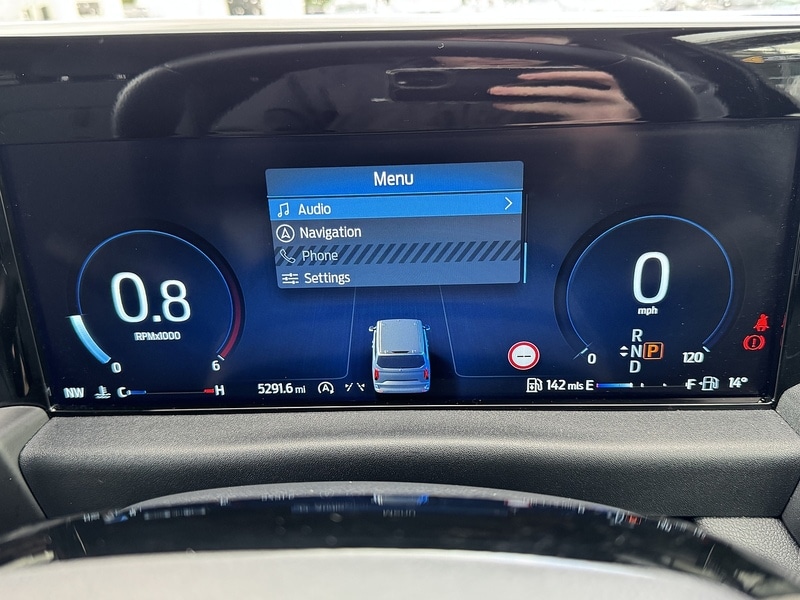 Menu
Audio
Navigation
Phone
Settings
0.8
RPMx1000
0
6
0
mph
R
N P
D
0
120
NW
C H
5291.6 mi
--
142 mls E F
14°